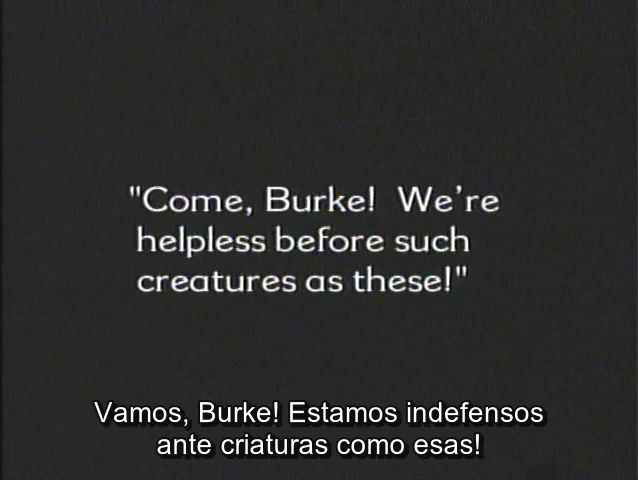 "Come, Burke!  We're
helpless before such
creatures as these!"
Vamos, Burke! Estamos indefensos
ante criaturas como esas!